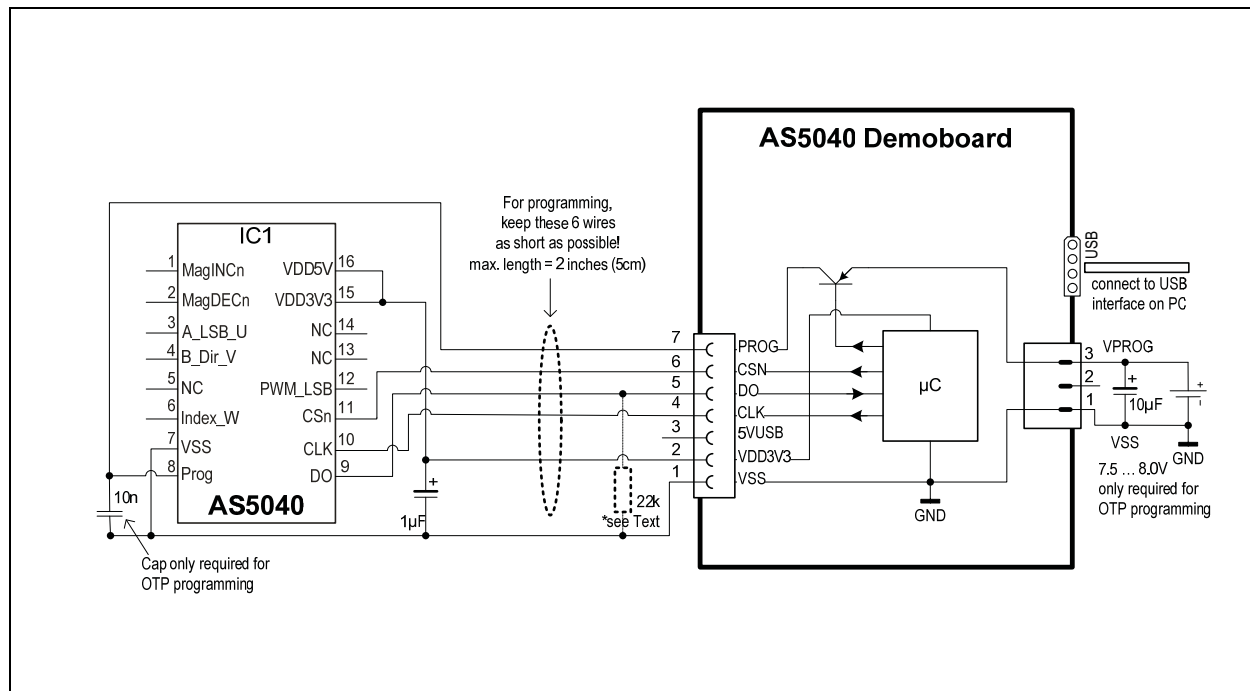 AS5040 Demoboard
For programming,
keep these 6 wires
as short as possible!
max. length = 2 inches (5cm)
IC1
1 MagINCn
2 MagDECn
3 A_LSB_U
4 B_Dir_V
5 NC
6 Index_W
7 VSS
8 Prog
VDD5V 16
VDD3V3 15
NC 14
NC 13
PWM_LSB 12
CSn 11
CLK 10
DO 9
AS5040
10n
Cap only required for
OTP programming
1µF
+
22k
*see Text
7 PROG
6 CSN
5 DO
4 CLK
3 5VUSB
2 VDD3V3
1 VSS
µC
GND
USB
connect to USB
interface on PC
3 VPROG
2
1
+
10µF
+
-
VSS
GND
7.5 ... 8.0V
only required for
OTP programming